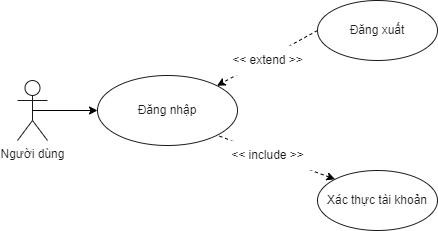 Đăng xuất
<< extend >>
Đăng nhập
Người dùng
<< include >>
Xác thực tài khoản